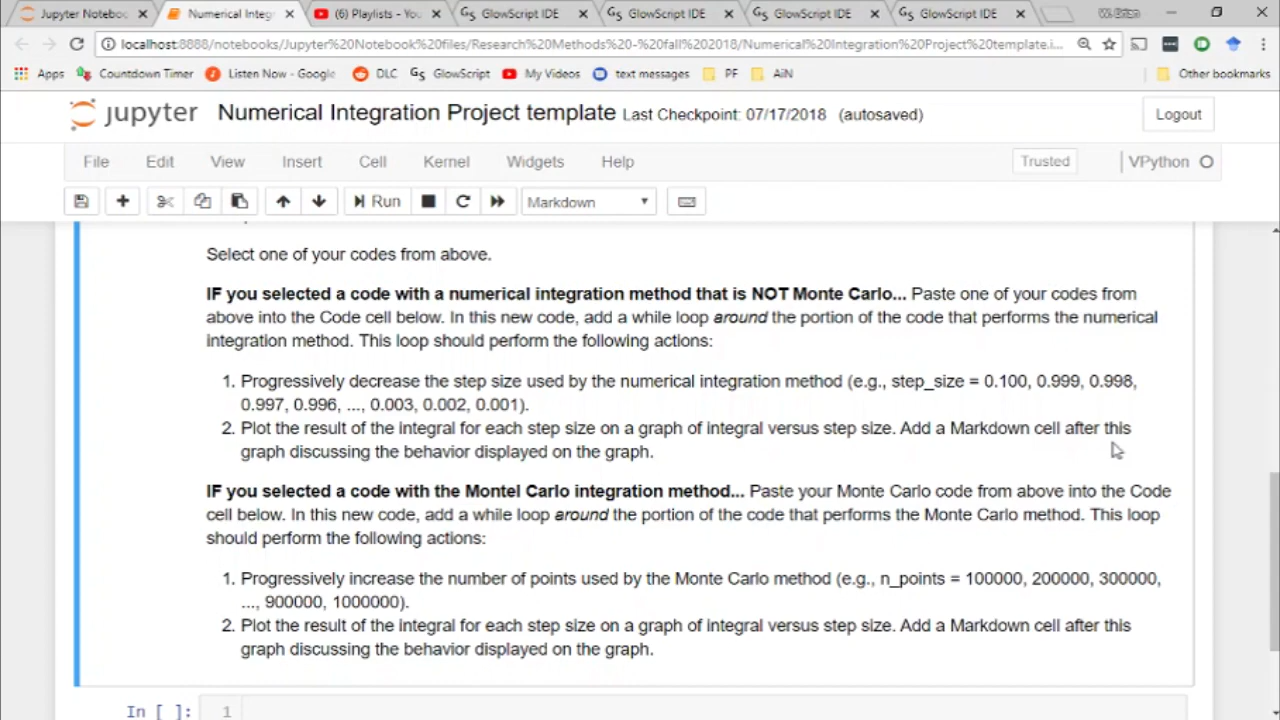 Jupyter Noteboo
Numerical Integ
(6) Playlists - You
GlowScript IDE
GlowScript IDE
GlowScript IDE
GlowScript IDE
localhost:8888/notebooks/Jupyter%20Notebook%20files/Research%20Methods%20-%20fall%202018/Numerical%20Integration%20Project%20template.i...
Apps Countdown Timer Listen Now - Google DLC GlowScript My Videos text messages PF AiN Other bookmarks
jupyter Numerical Integration Project template Last Checkpoint: 07/17/2018 (autosaved) Logout
File Edit View Insert Cell Kernel Widgets Help Trusted VPython
Run Markdown
Select one of your codes from above.
IF you selected a code with a numerical integration method that is NOT Monte Carlo... Paste one of your codes from
above into the Code cell below. In this new code, add a while loop around the portion of the code that performs the numerical
integration method. This loop should perform the following actions:
1. Progressively decrease the step size used by the numerical integration method (e.g., step_size = 0.100, 0.999, 0.998,
0.997, 0.996, ..., 0.003, 0.002, 0.001).
2. Plot the result of the integral for each step size on a graph of integral versus step size. Add a Markdown cell after this
graph discussing the behavior displayed on the graph.
IF you selected a code with the Montel Carlo integration method... Paste your Monte Carlo code from above into the Code
cell below. In this new code, add a while loop around the portion of the code that performs the Monte Carlo method. This loop
should perform the following actions:
1. Progressively increase the number of points used by the Monte Carlo method (e.g., n_points = 100000, 200000, 300000,
..., 900000, 1000000).
2. Plot the result of the integral for each step size on a graph of integral versus step size. Add a Markdown cell after this
graph discussing the behavior displayed on the graph.
In [ ]: 1